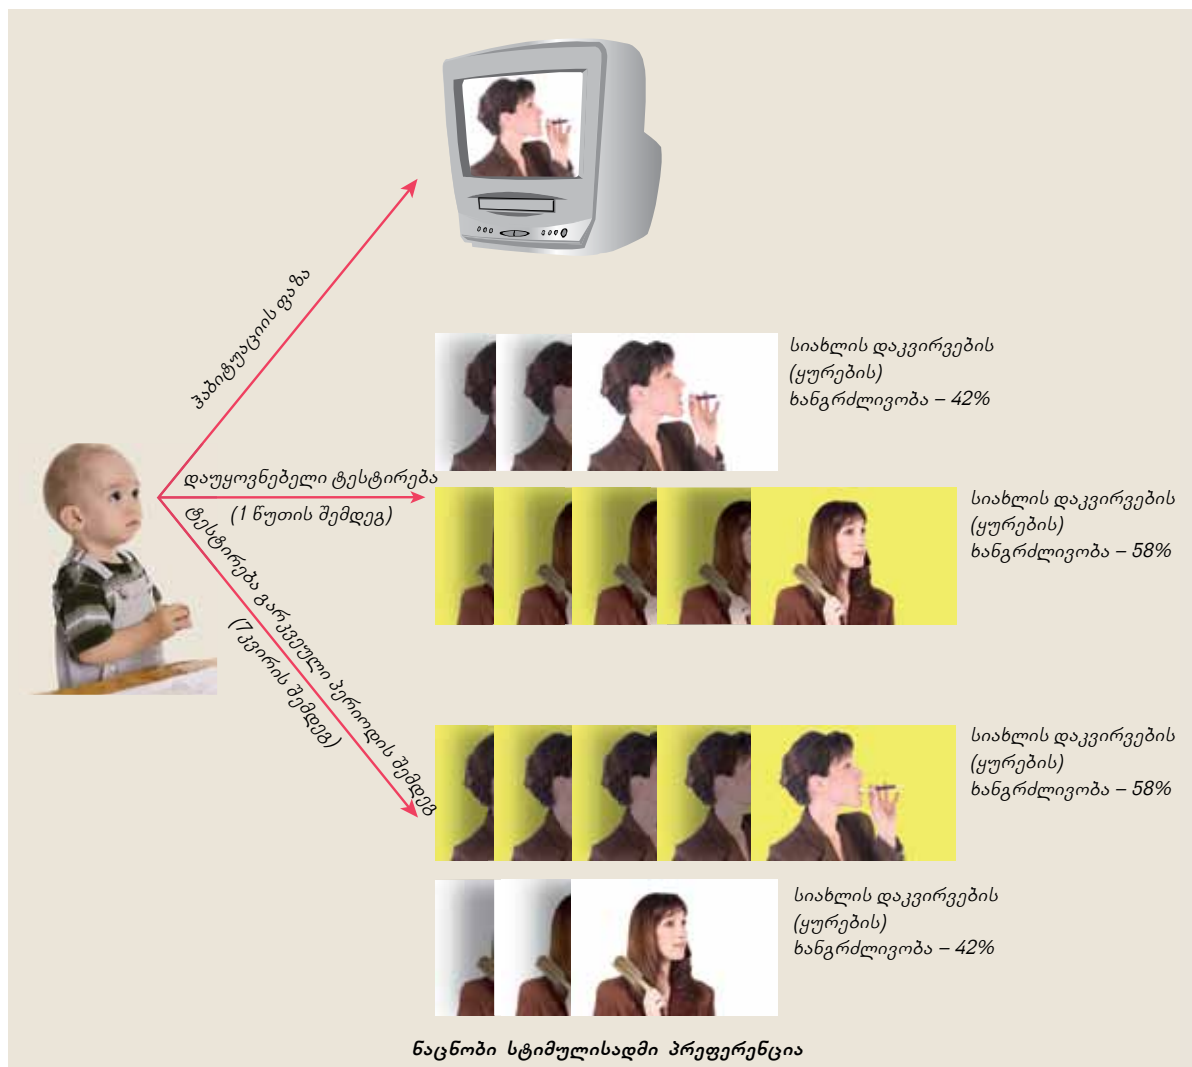 ჰაბიტუაციის ფაზა
სიახლის დაკვირვების
(ყურების)
ხანგრძლივობა – 42%
დაუყოვნებელი ტესტირება
(1 წუთის შემდეგ)
სიახლის დაკვირვების
(ყურების)
ხანგრძლივობა – 58%
ტესტირება გარკვეული პერიოდის შემდეგ
(7 კვირის შემდეგ)
სიახლის დაკვირვების
(ყურების)
ხანგრძლივობა – 58%
სიახლის დაკვირვების
(ყურების)
ხანგრძლივობა – 42%
ნაცნობი სტიმულისადმი პრეფერენცია